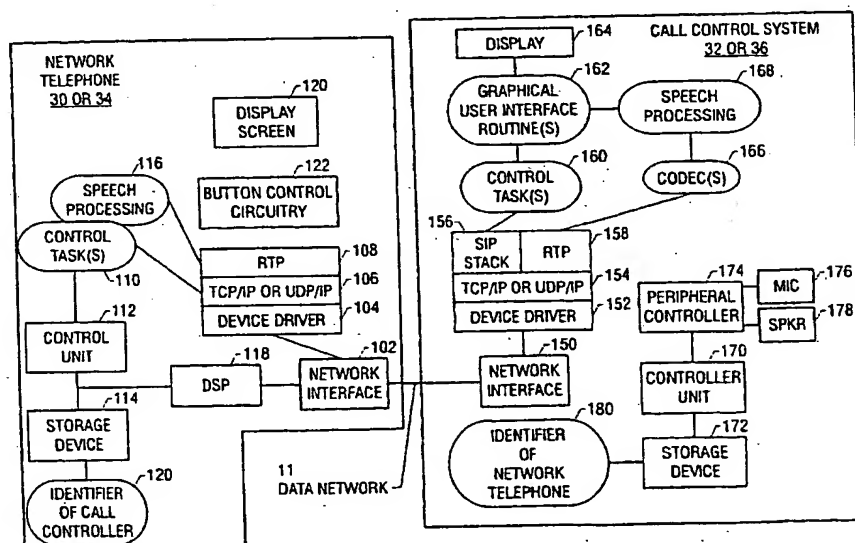 NETWORK
TELEPHONE
30 OR 34
120
DISPLAY
SCREEN
116
122
SPEECH
PROCESSING
BUTTON CONTROL
CIRCUITRY
CONTROL
TASK(S)
110
RTP
108
TCP/IP OR UDP/IP
106
DEVICE DRIVER
104
112
CONTROL
UNIT
118
DSP
102
NETWORK
INTERFACE
114
STORAGE
DEVICE
120
IDENTIFIER
OF CALL
CONTROLLER
11
DATA NETWORK
CALL CONTROL SYSTEM
32 OR 36
DISPLAY
164
162
GRAPHICAL
USER INTERFACE
ROUTINE(S)
168
SPEECH
PROCESSING
160
CONTROL
TASK(S)
166
CODEC(S)
156
SIP
STACK
RTP
158
TCP/IP OR UDP/IP
154
DEVICE DRIVER
152
174
PERIPHERAL
CONTROLLER
MIC
176
SPKR
178
150
NETWORK
INTERFACE
170
CONTROLLER
UNIT
180
IDENTIFIER
OF
NETWORK
TELEPHONE
172
STORAGE
DEVICE